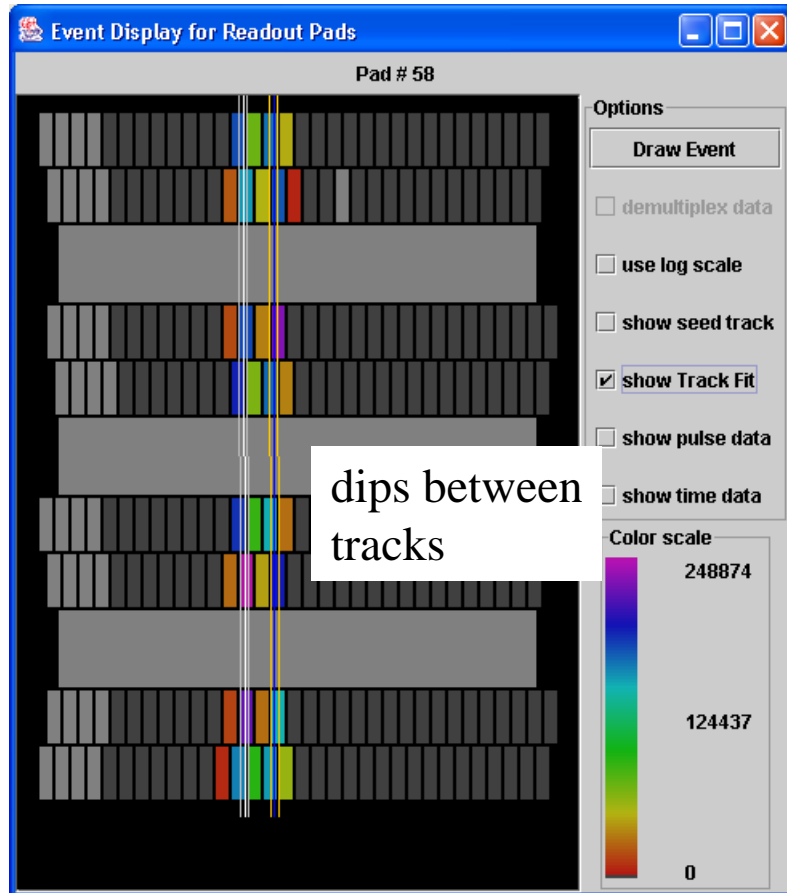 Event Display for Readout Pads
Pad # 58
Options
Draw Event
demultiplex data
use log scale
show seed track
show Track Fit
show pulse data
show time data
dips between
tracks
Color scale
248874
124437
0